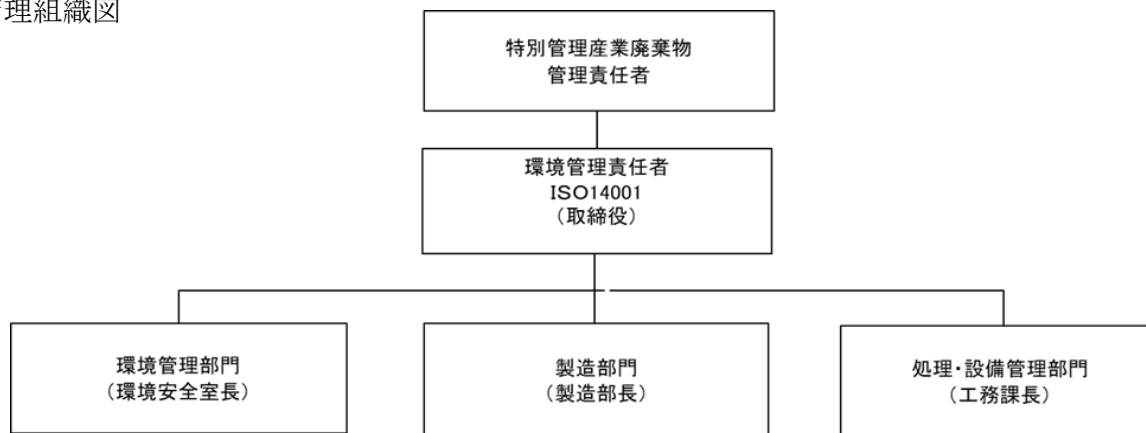 理組織図
特別管理産業廃棄物
管理責任者
環境管理責任者
ISO14001
（取締役）
環境管理部門
（環境安全室長）
製造部門
（製造部長）
処理・設備管理部門
（工務課長）